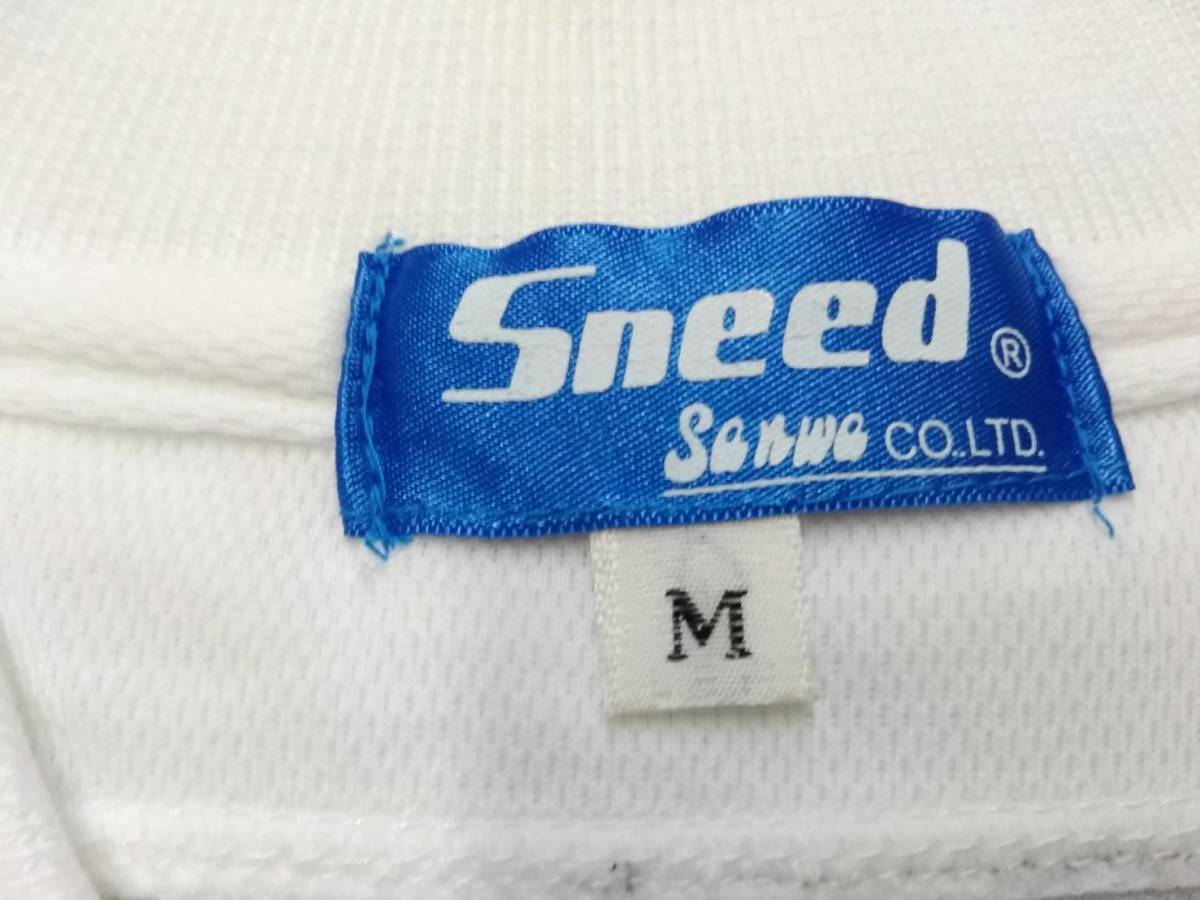 Sneed ®
Sanwa CO.,LTD.
M